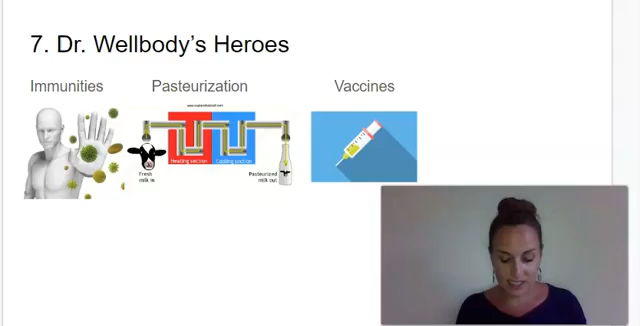 7. Dr. Wellbody's Heroes
Immunities
Pasteurization
Vaccines
Heating section
Cooling section
Fresh
milk in
Pasteurized
milk out